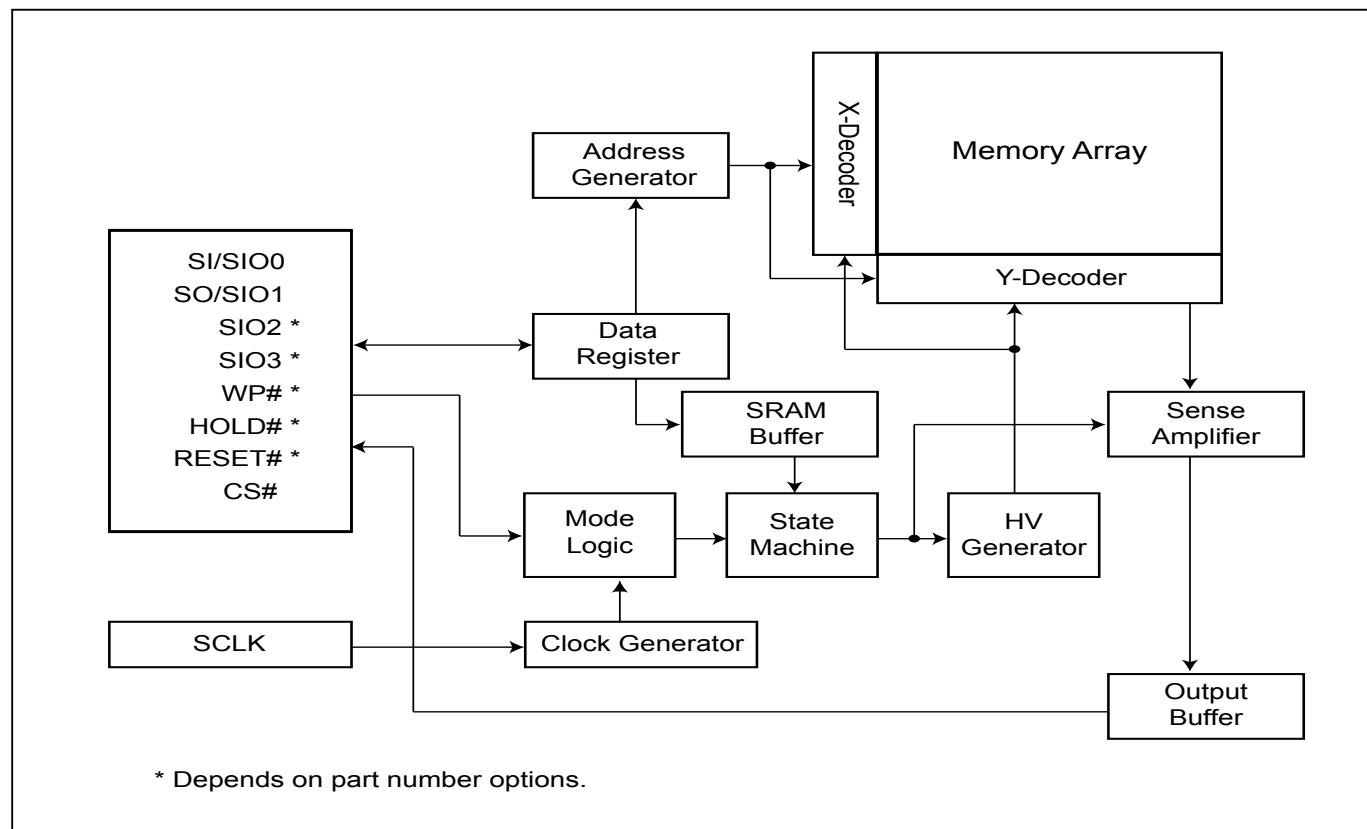 X-Decoder
Memory Array
Address
Generator
SI/SIO0
SO/SIO1
SIO2 *
SIO3 *
WP# *
HOLD# *
RESET# *
CS#
Y-Decoder
Data
Register
SRAM
Buffer
Sense
Amplifier
Mode
Logic
State
Machine
HV
Generator
SCLK
Clock Generator
Output
Buffer
* Depends on part number options.